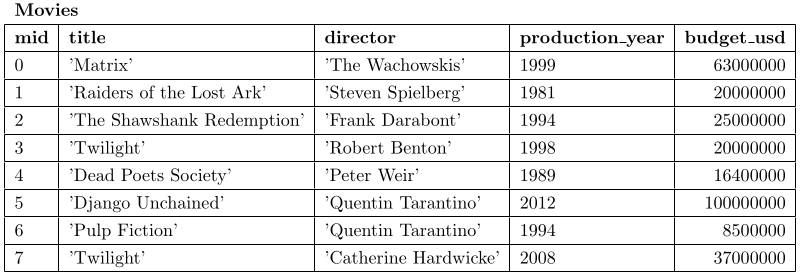 Movies
mid title director production_year budget_usd
0 ’Matrix’ ’The Wachowskis’ 1999 63000000
1 ’Raiders of the Lost Ark’ ’Steven Spielberg’ 1981 20000000
2 ’The Shawshank Redemption’ ’Frank Darabont’ 1994 25000000
3 ’Twilight’ ’Robert Benton’ 1998 20000000
4 ’Dead Poets Society’ ’Peter Weir’ 1989 16400000
5 ’Django Unchained’ ’Quentin Tarantino’ 2012 100000000
6 ’Pulp Fiction’ ’Quentin Tarantino’ 1994 8500000
7 ’Twilight’ ’Catherine Hardwicke’ 2008 37000000